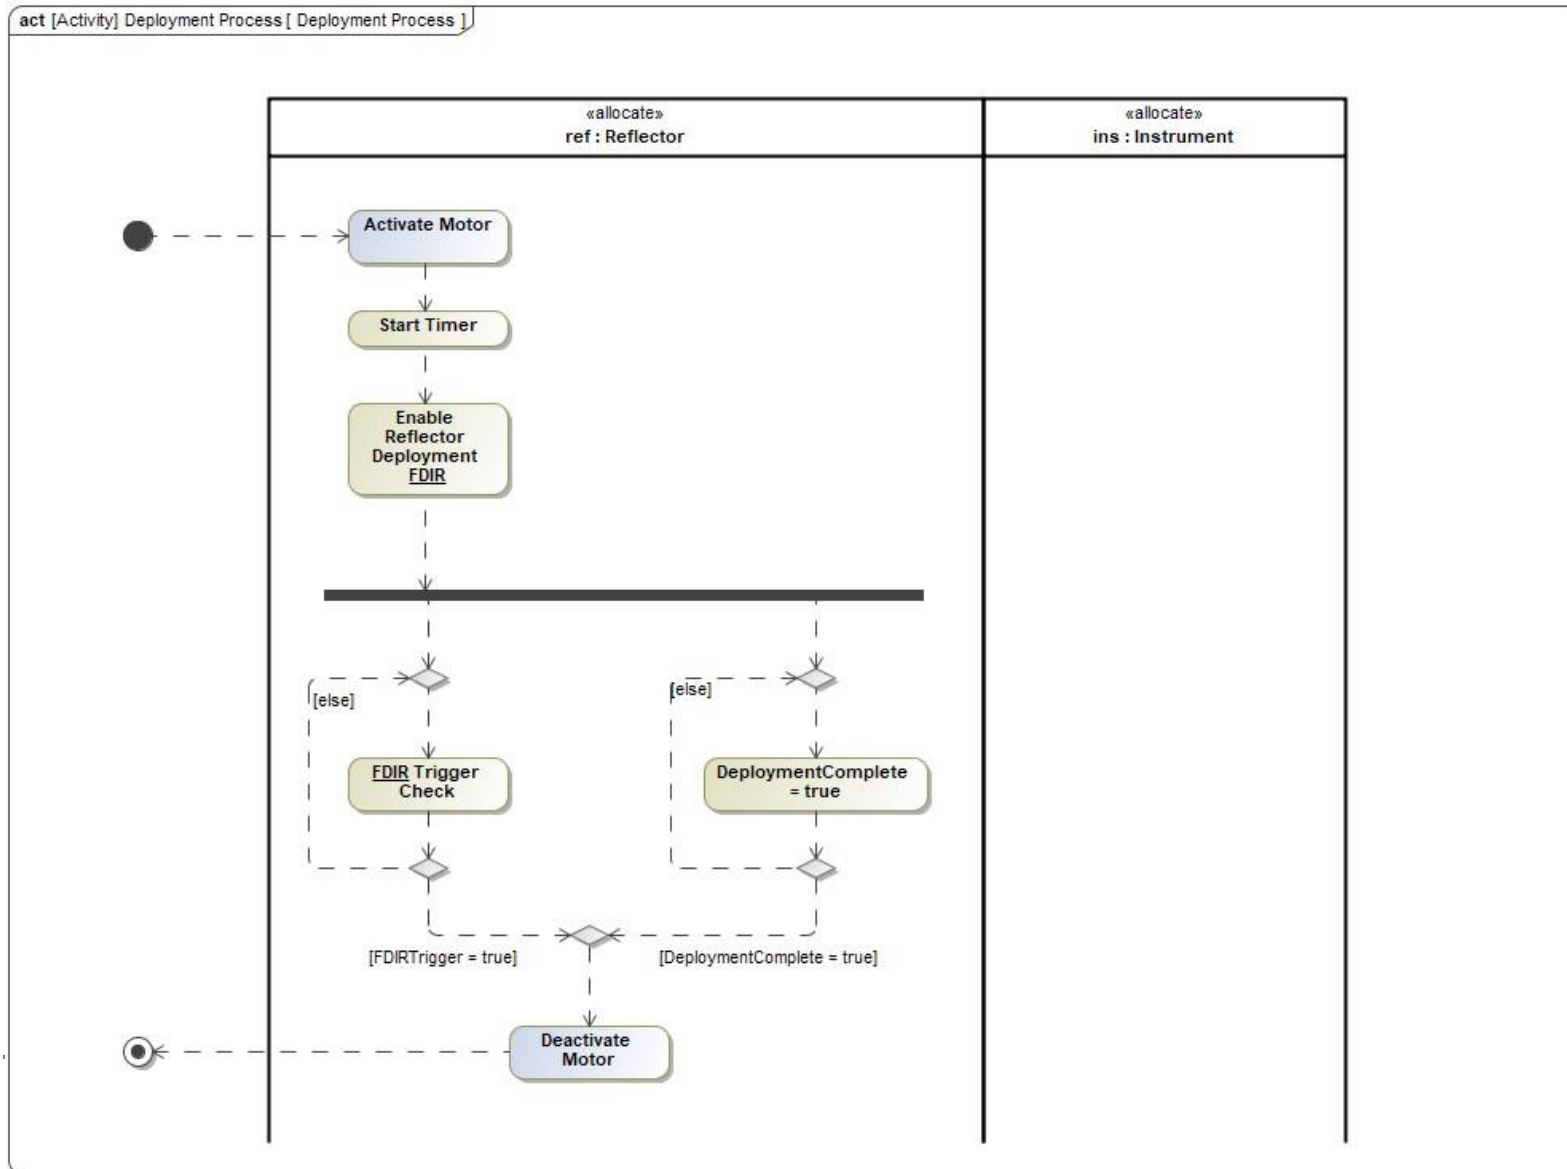 act [Activity] Deployment Process [ Deployment Process ]
«allocate»
ref : Reflector
«allocate»
ins : Instrument
Activate Motor
Start Timer
Enable
Reflector
Deployment
FDIR
[else]
[else]
FDIR Trigger
Check
DeploymentComplete
= true
[FDIRTrigger = true]
[DeploymentComplete = true]
Deactivate
Motor